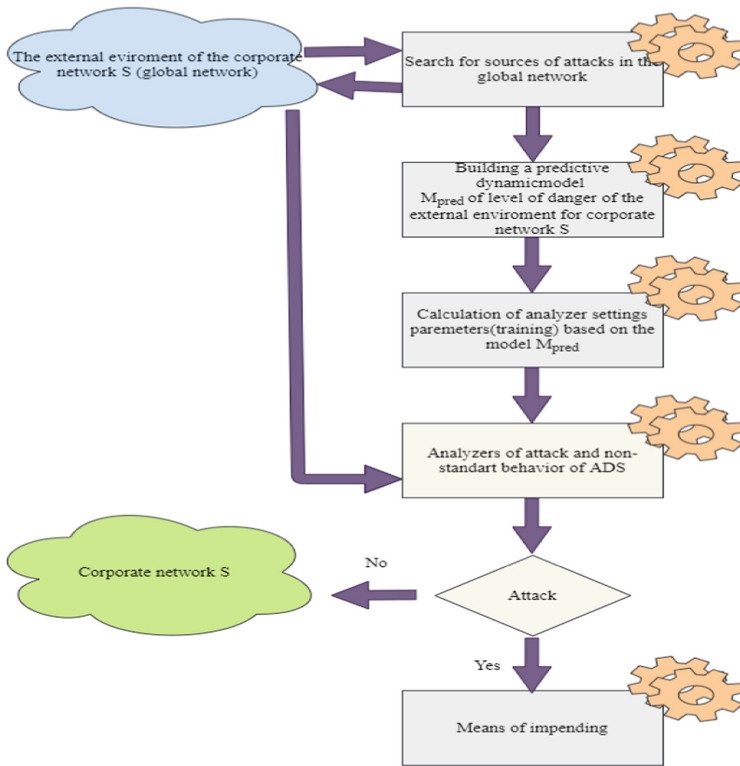 The external eviroment of the corporate
network S (global network)
Search for sources of attacks in the
global network
Building a predictive
dynamicmodel
Mpred of level of danger of the
external enviroment for corporate
network S
Calculation of analyzer settings
paremeters(training) based on the
model Mpred
Analyzers of attack and non-
standart behavior of ADS
Corporate network S
No
Attack
Yes
Means of impending